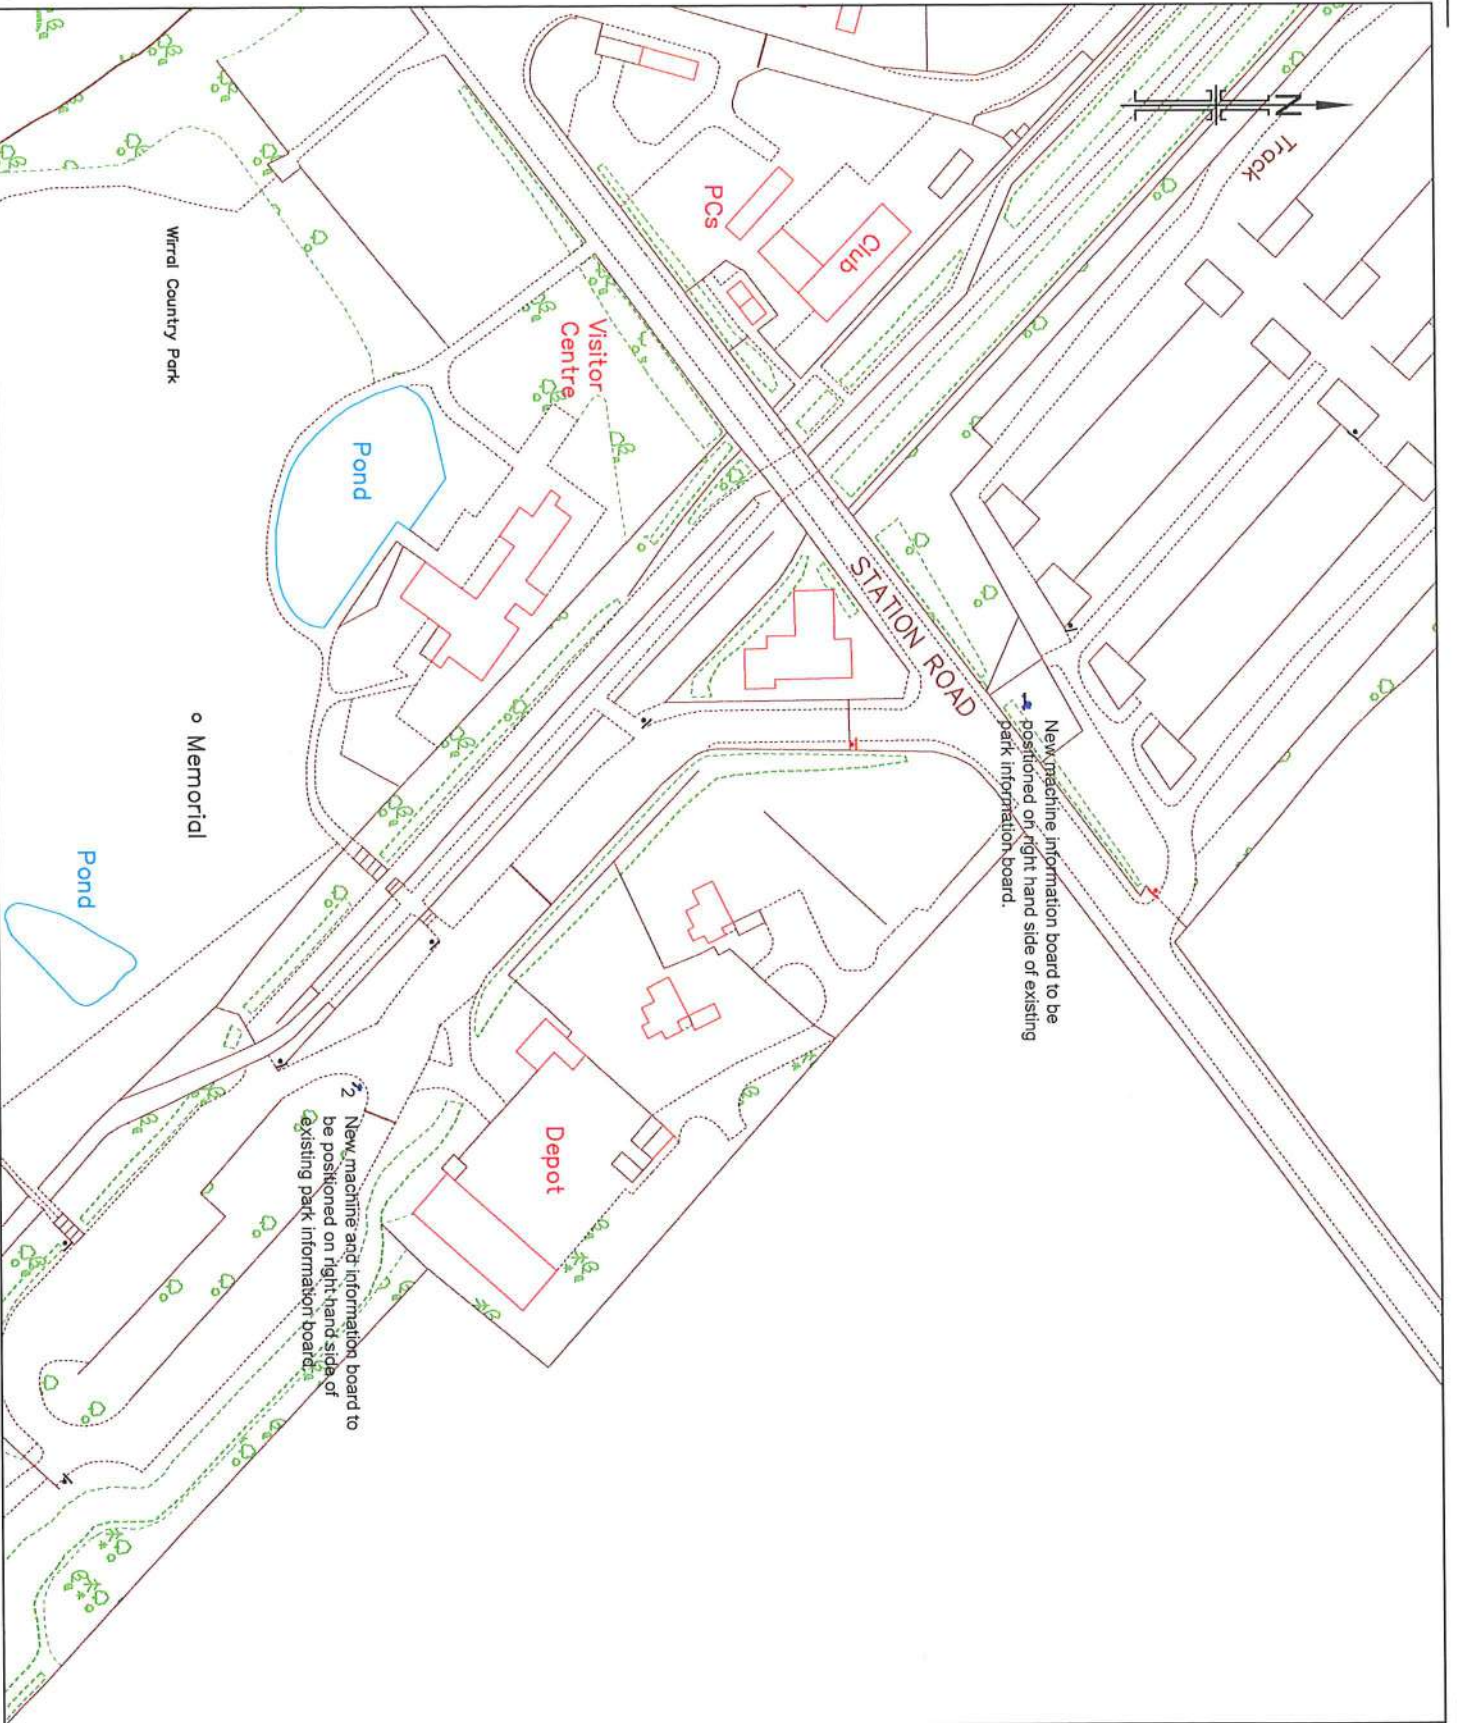 N
Track
Club
PCs
Visitor
Centre
Wirral Country Park
Pond
STATION ROAD
1
New machine information board to be
positioned on right hand side of existing
park information board.
Memorial
Pond
2
New machine and information board to
be positioned on right hand side of
existing park information board.
Depot